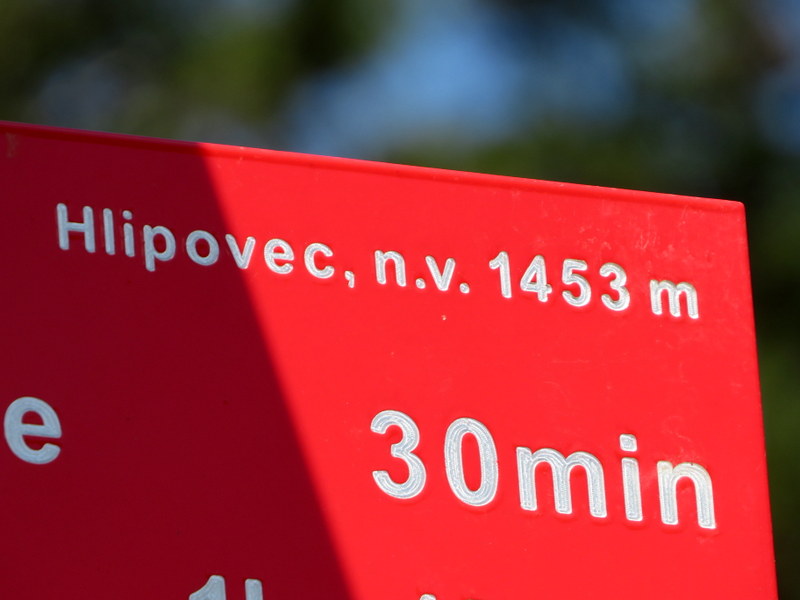 Hlipovec, n.v. 1453 m
e 30min